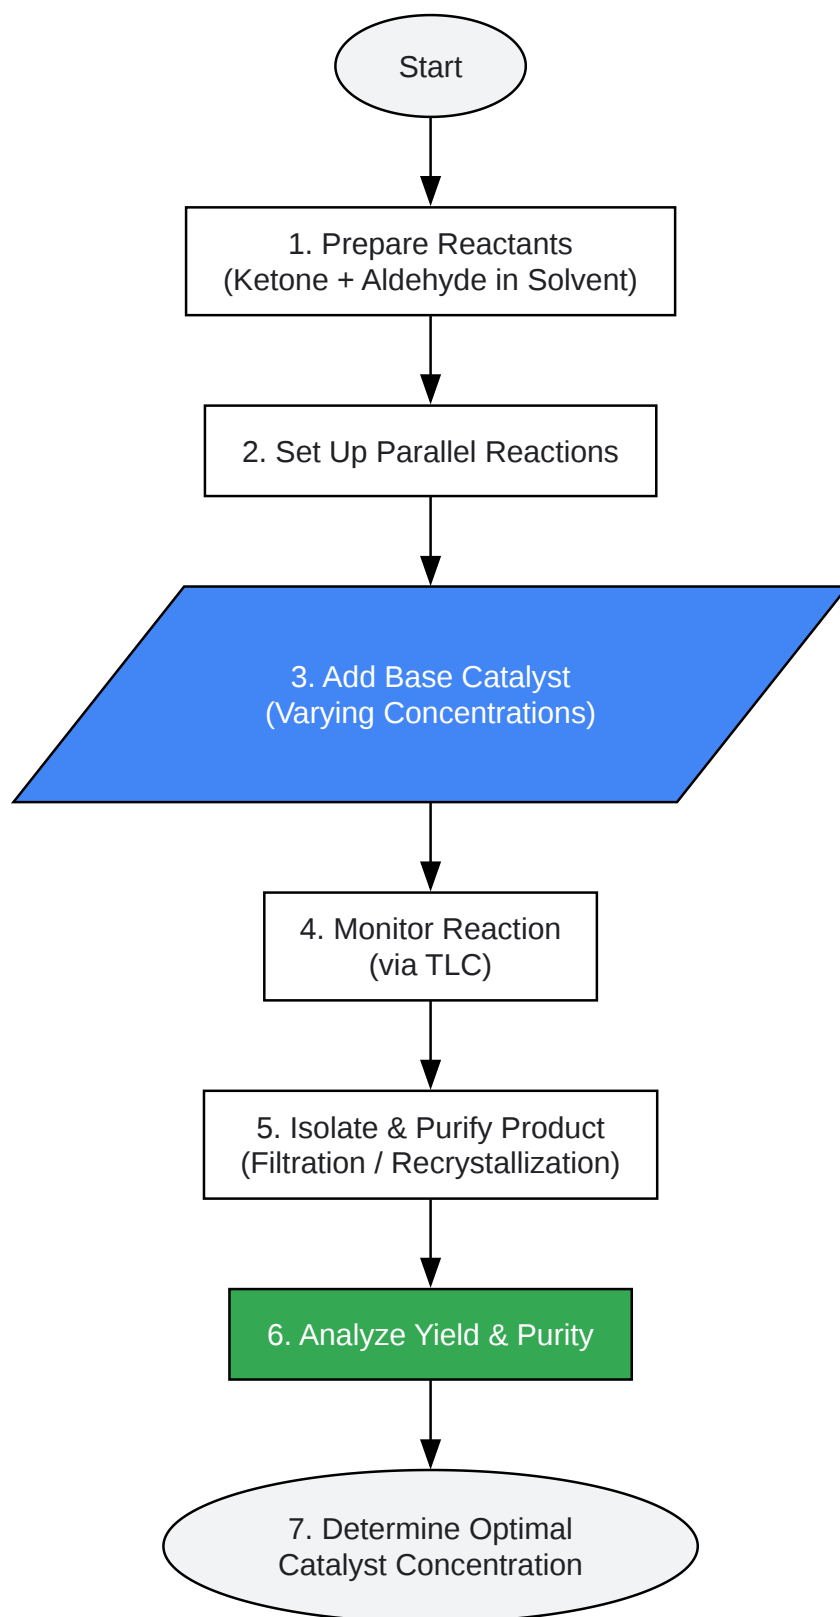 Start
1. Prepare Reactants
(Ketone + Aldehyde in Solvent)
2. Set Up Parallel Reactions
3. Add Base Catalyst
(Varying Concentrations)
4. Monitor Reaction
(via TLC)
5. Isolate & Purify Product
(Filtration / Recrystallization)
6. Analyze Yield & Purity
7. Determine Optimal
Catalyst Concentration